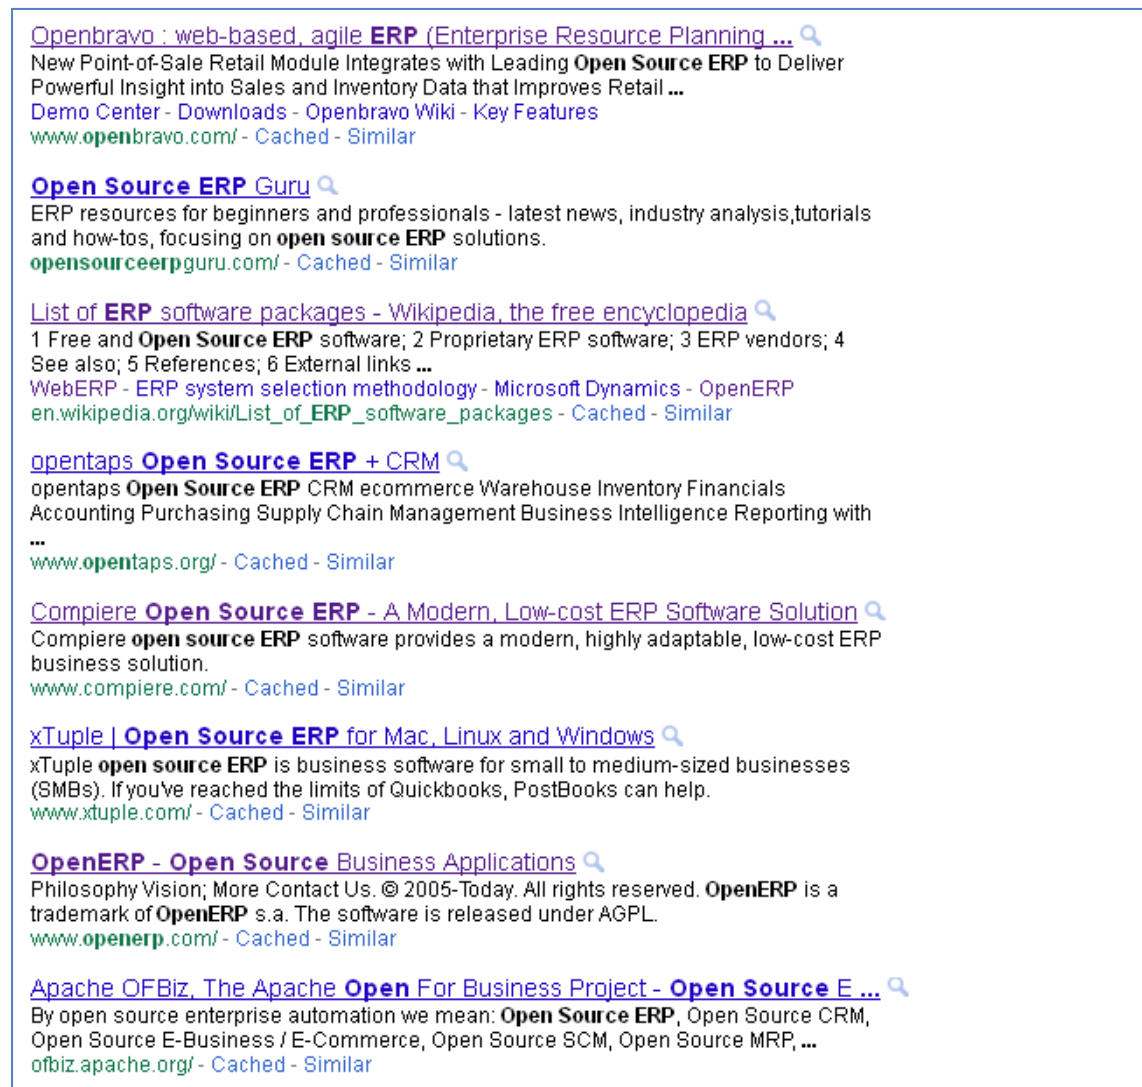 Openbravo : web-based, agile ERP (Enterprise Resource Planning ...
New Point-of-Sale Retail Module Integrates with Leading Open Source ERP to Deliver
Powerful Insight into Sales and Inventory Data that Improves Retail ...
Demo Center - Downloads - Openbravo Wiki - Key Features
www.openbravo.com/ - Cached - Similar
Open Source ERP Guru
ERP resources for beginners and professionals - latest news, industry analysis,tutorials
and how-tos, focusing on open source ERP solutions.
opensourceerpguru.com/ - Cached - Similar
List of ERP software packages - Wikipedia, the free encyclopedia
1 Free and Open Source ERP software; 2 Proprietary ERP software; 3 ERP vendors; 4
See also; 5 References; 6 External links ...
WebERP - ERP system selection methodology - Microsoft Dynamics - OpenERP
en.wikipedia.org/wiki/List_of_ERP_software_packages - Cached - Similar
opentaps Open Source ERP + CRM
opentaps Open Source ERP CRM ecommerce Warehouse Inventory Financials
Accounting Purchasing Supply Chain Management Business Intelligence Reporting with
...
www.opentaps.org/ - Cached - Similar
Compiere Open Source ERP - A Modern, Low-cost ERP Software Solution
Compiere open source ERP software provides a modern, highly adaptable, low-cost ERP
business solution.
www.compiere.com/ - Cached - Similar
xTuple | Open Source ERP for Mac, Linux and Windows
xTuple open source ERP is business software for small to medium-sized businesses
(SMBs). If you've reached the limits of Quickbooks, PostBooks can help.
www.xtuple.com/ - Cached - Similar
OpenERP - Open Source Business Applications
Philosophy Vision; More Contact Us. © 2005-Today. All rights reserved. OpenERP is a
trademark of OpenERP s.a. The software is released under AGPL.
www.openerp.com/ - Cached - Similar
Apache OFBiz, The Apache Open For Business Project - Open Source E ...
By open source enterprise automation we mean: Open Source ERP, Open Source CRM,
Open Source E-Business / E-Commerce, Open Source SCM, Open Source MRP, ...
ofbiz.apache.org/ - Cached - Similar